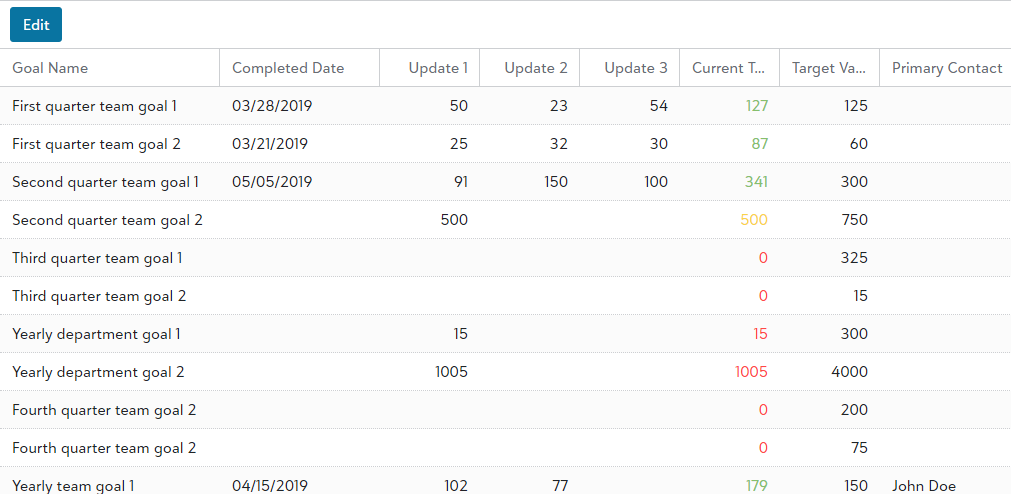 Edit
Goal Name Completed Date Update 1 Update 2 Update 3 Current T... Target Va... Primary Contact
First quarter team goal 1 03/28/2019 50 23 54 127 125
First quarter team goal 2 03/21/2019 25 32 30 87 60
Second quarter team goal 1 05/05/2019 91 150 100 341 300
Second quarter team goal 2 500 500 750
Third quarter team goal 1 0 325
Third quarter team goal 2 0 15
Yearly department goal 1 15 15 300
Yearly department goal 2 1005 1005 4000
Fourth quarter team goal 2 0 200
Fourth quarter team goal 2 0 75
Yearly team goal 1 04/15/2019 102 77 179 150 John Doe